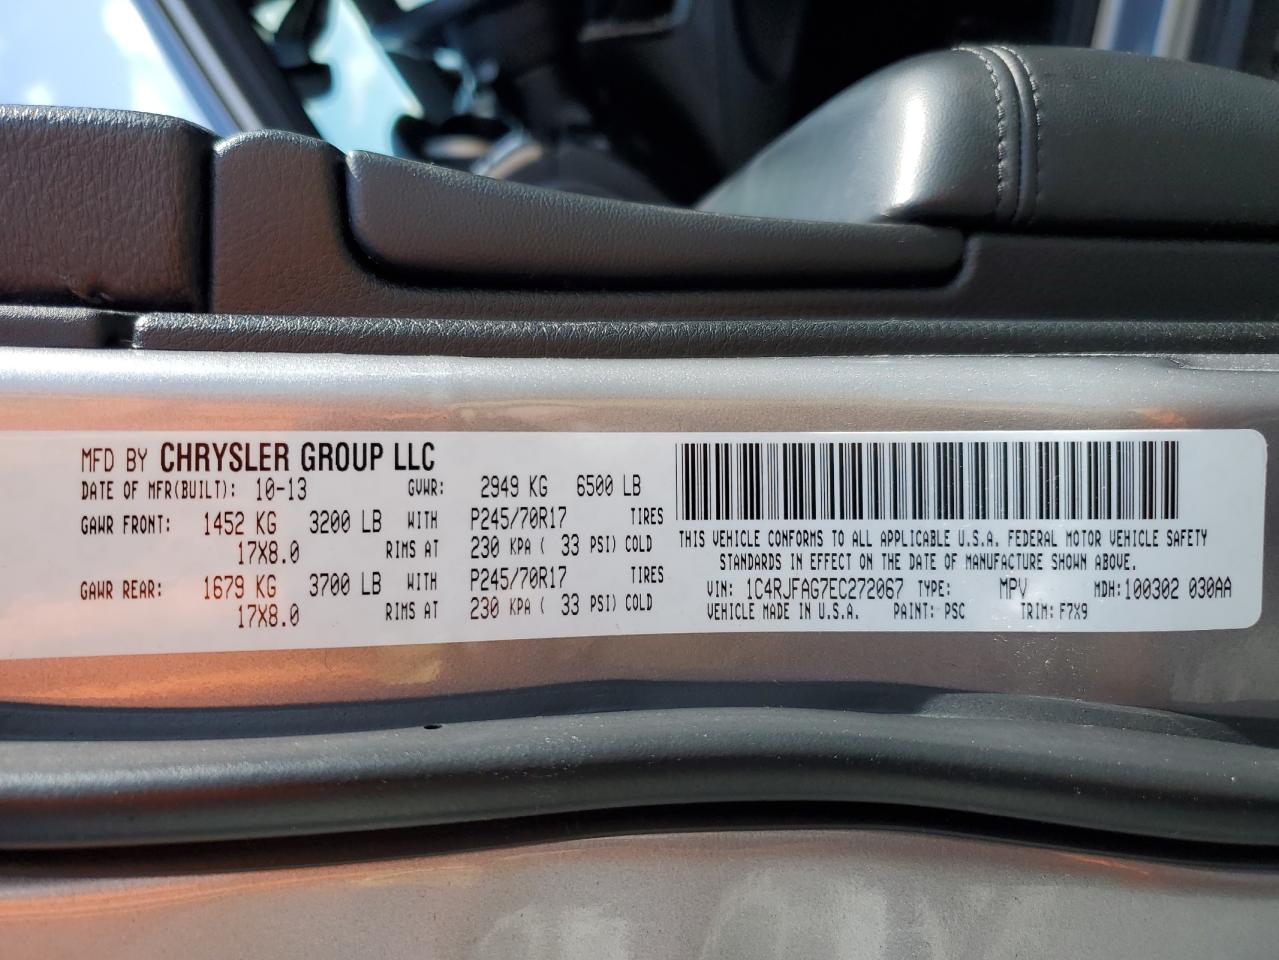 MFD BY CHRYSLER GROUP LLC
DATE OF MFR(BUILT): 10-13 GVWR: 2949 KG 6500 LB
GAWR FRONT: 1452 KG 3200 LB WITH P245/70R17 TIRES
17X8.0 RIMS AT 230 KPA ( 33 PSI) COLD
GAWR REAR: 1679 KG 3700 LB WITH P245/70R17 TIRES
17X8.0 RIMS AT 230 KPA ( 33 PSI) COLD
THIS VEHICLE CONFORMS TO ALL APPLICABLE U.S.A. FEDERAL MOTOR VEHICLE SAFETY
STANDARDS IN EFFECT ON THE DATE OF MANUFACTURE SHOWN ABOVE.
VIN: 1C4RJFAG7EC272067 TYPE: MPV MDH:100302 030AA
VEHICLE MADE IN U.S.A. PAINT: PSC TRIM: F7X9